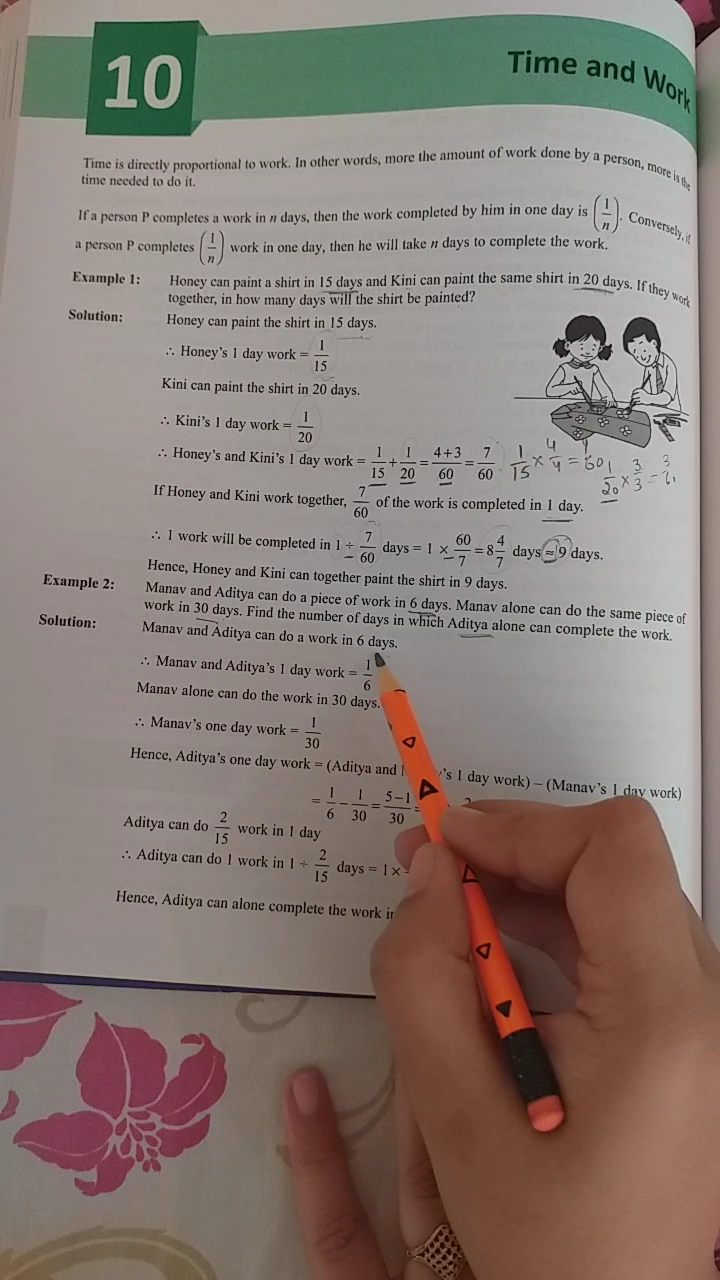 10
Time and Work
Time is directly proportional to work. In other words, more the amount of work done by a person, more is the
time needed to do it.
If a person P completes a work in n days, then the work completed by him in one day is (1/n). Conversely, if
a person P completes (1/n) work in one day, then he will take n days to complete the work.
Example 1: Honey can paint a shirt in 15 days and Kini can paint the same shirt in 20 days. If they work
together, in how many days will the shirt be painted?
Solution: Honey can paint the shirt in 15 days.
∴ Honey's 1 day work = 1/15
Kini can paint the shirt in 20 days.
∴ Kini's 1 day work = 1/20
∴ Honey's and Kini's 1 day work = 1/15 + 1/20 = 4+3/60 = 7/60
1/15 × 4/4 = 4/60
1/20 × 3/3 = 3
If Honey and Kini work together, 7/60 of the work is completed in 1 day.
∴ 1 work will be completed in 1 ÷ 7/60 days = 1 × 60/7 = 8 4/7 days ≈ 9 days.
Hence, Honey and Kini can together paint the shirt in 9 days.
Example 2: Manav and Aditya can do a piece of work in 6 days. Manav alone can do the same piece of
work in 30 days. Find the number of days in which Aditya alone can complete the work.
Solution: Manav and Aditya can do a work in 6 days.
∴ Manav and Aditya's 1 day work = 1/6
Manav alone can do the work in 30 days.
∴ Manav's one day work = 1/30
Hence, Aditya's one day work = (Aditya and 's 1 day work) – (Manav's 1 day work)
= 1/6 – 1/30 = 5–1/30 =
Aditya can do 2/15 work in 1 day
∴ Aditya can do 1 work in 1 ÷ 2/15 days = 1 ×
Hence, Aditya can alone complete the work in